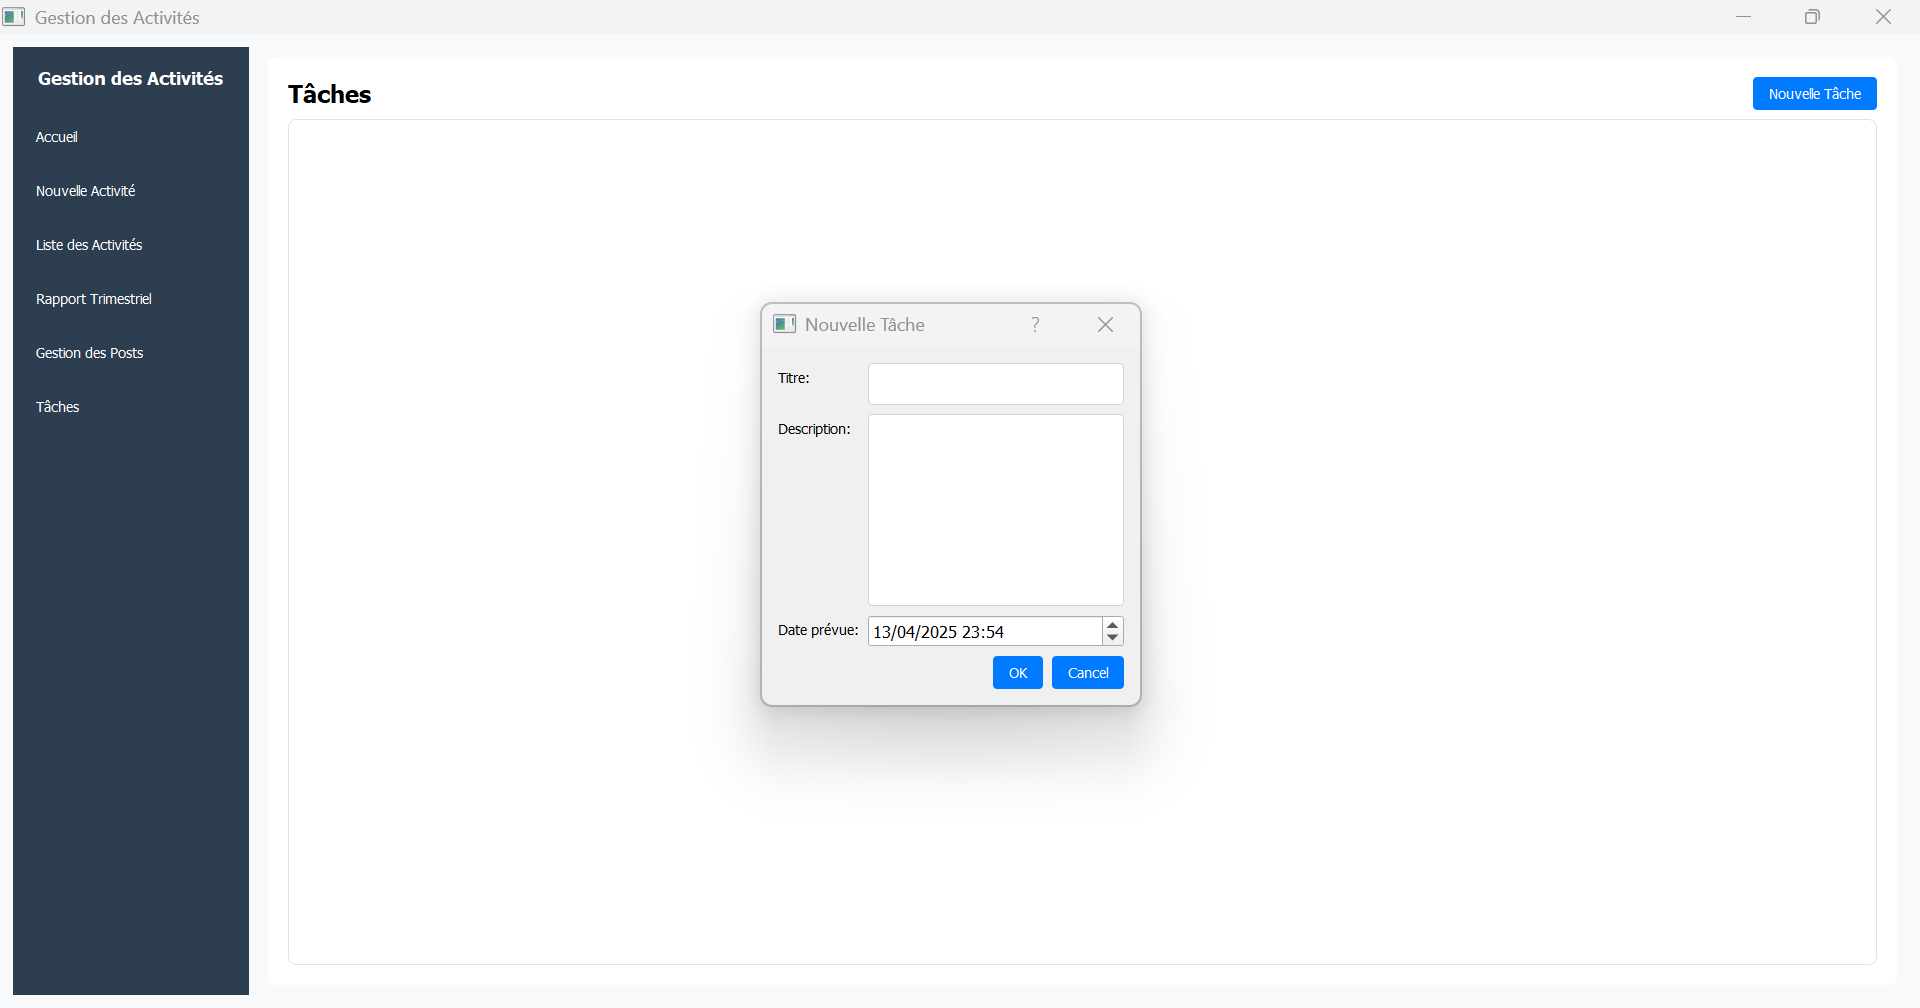 Gestion des Activités
Gestion des Activités
Accueil
Nouvelle Activité
Liste des Activités
Rapport Trimestriel
Gestion des Posts
Tâches
Tâches
Nouvelle Tâche
Nouvelle Tâche
?
Titre:
Description:
Date prévue: 13/04/2025 23:54
OK Cancel